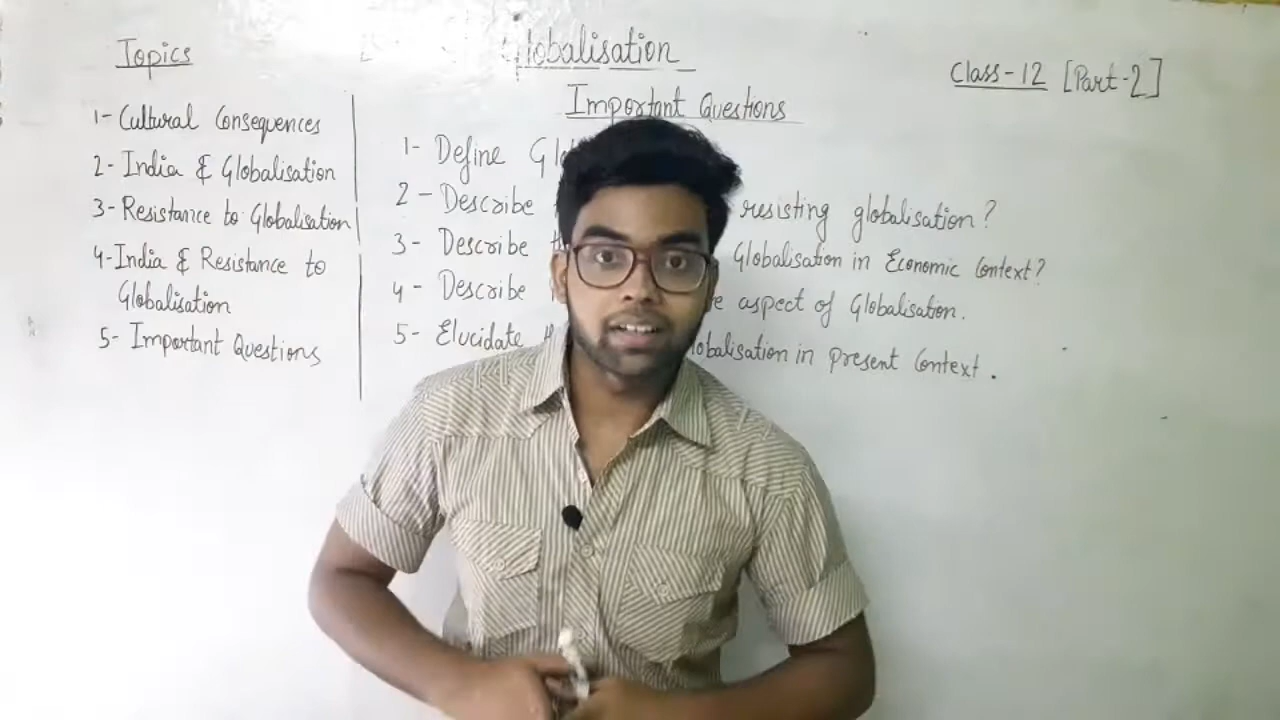 Topics
1- Cultural Consequences
2- India & Globalisation
3- Resistance to Globalisation
4- India & Resistance to
Globalisation
5- Important Questions
Globalisation
Class-12 [Part-2]
Important Questions
1- Define
2- Describe resisting globalisation?
3- Describe Globalisation in Economic Context?
4- Describe aspect of Globalisation.
5- Elucidate Globalisation in present Context.